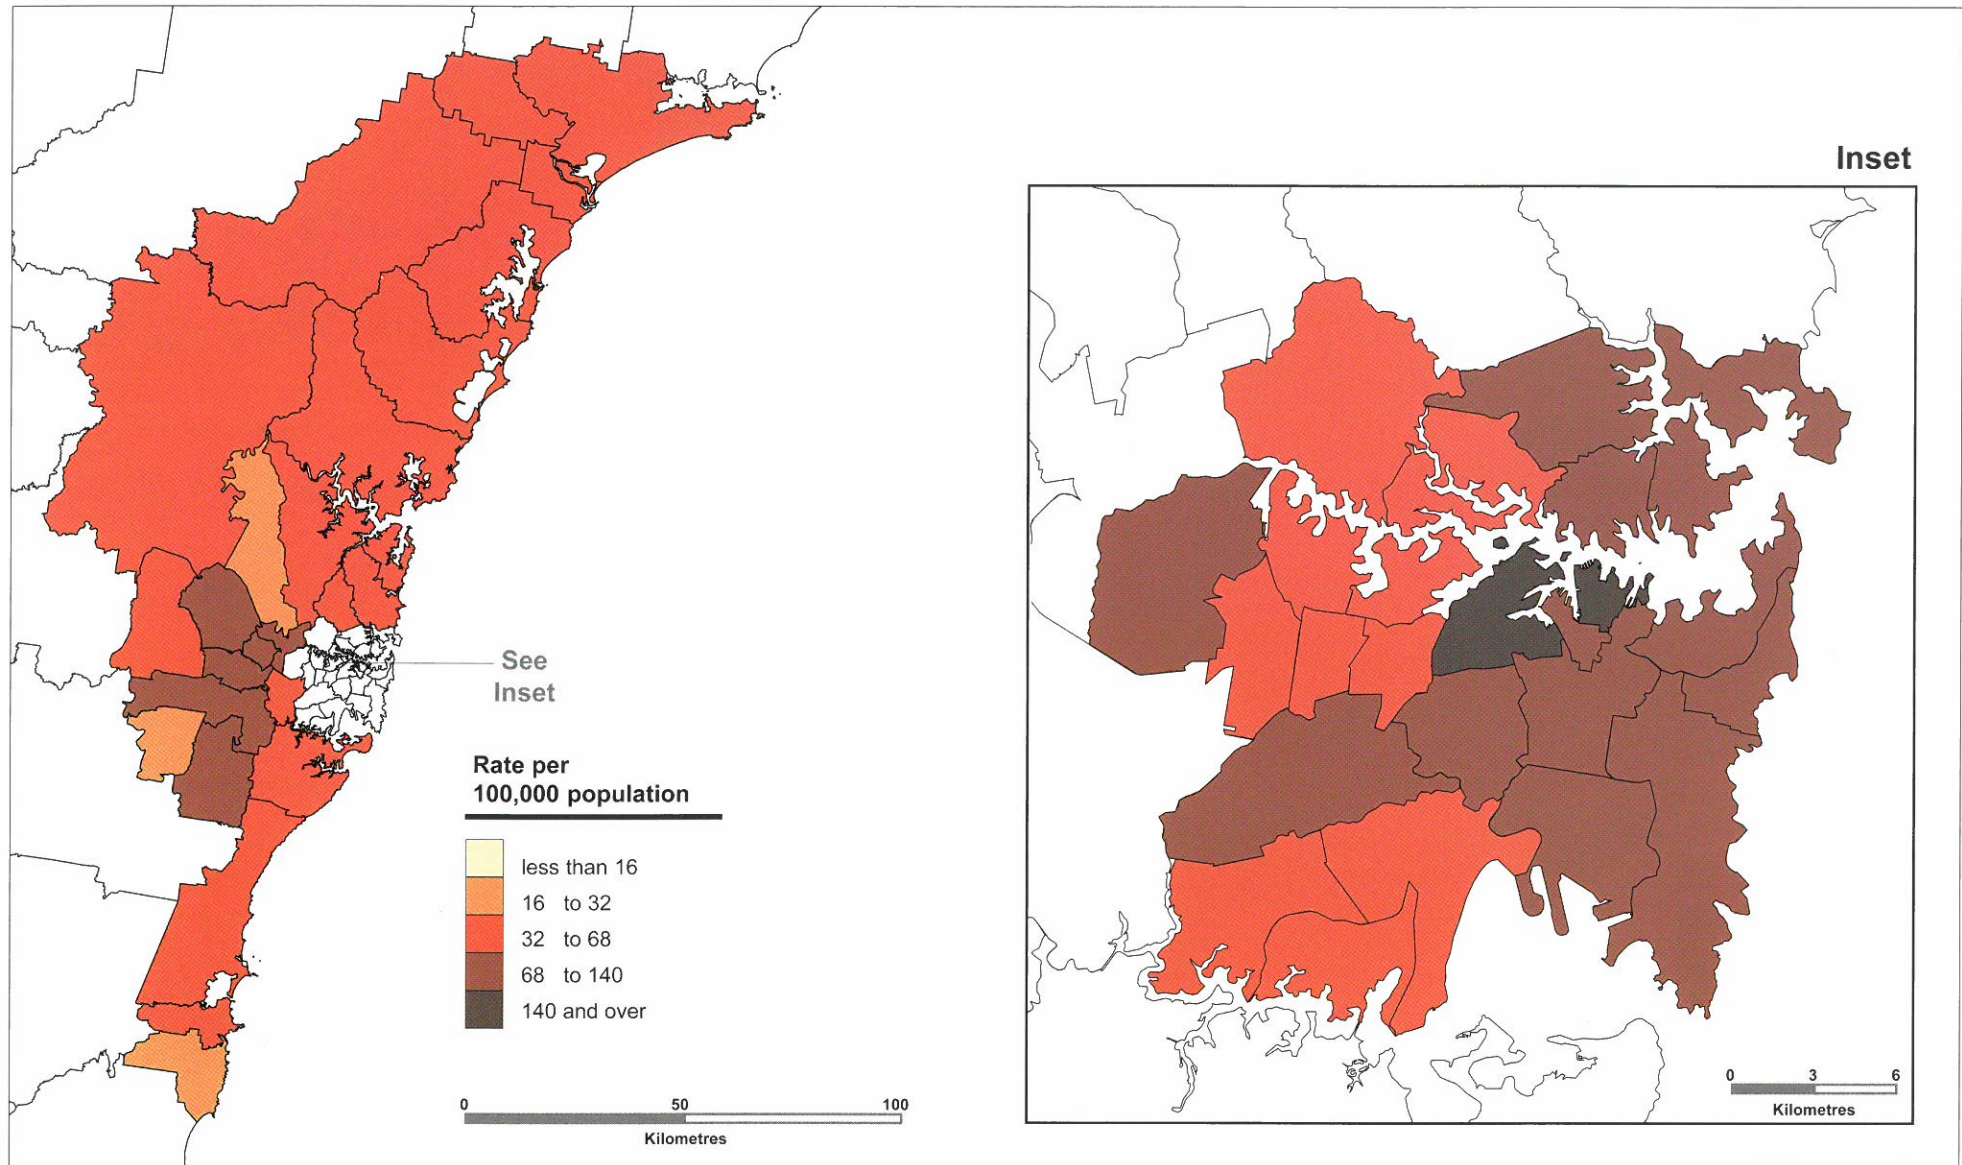 Inset
See
Inset
Rate per
100,000 population
less than 16
16 to 32
32 to 68
68 to 140
140 and over
0 50 100
Kilometres
0 3 6
Kilometres